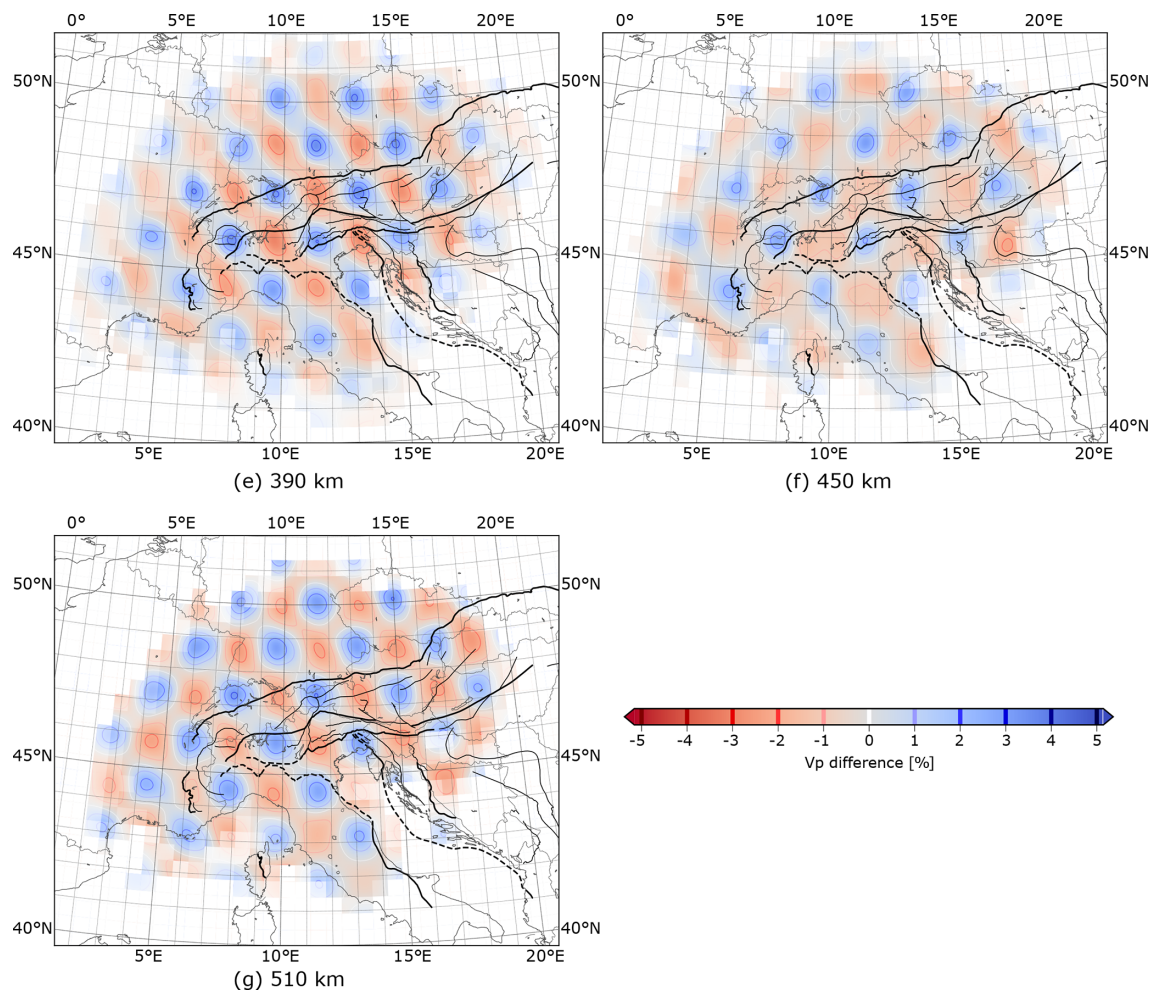 0° 5°E 10°E 15°E 20°E 0° 5°E 10°E 15°E 20°E
50°N 50°N 50°N
45°N 45°N 45°N
40°N 40°N 40°N
5°E 10°E 15°E 20°E 5°E 10°E 15°E 20°E
(e) 390 km (f) 450 km
0° 5°E 10°E 15°E 20°E
50°N 50°N
45°N 45°N
-5 -4 -3 -2 -1 0 1 2 3 4 5
Vp difference [%]
40°N 40°N
5°E 10°E 15°E 20°E
(g) 510 km